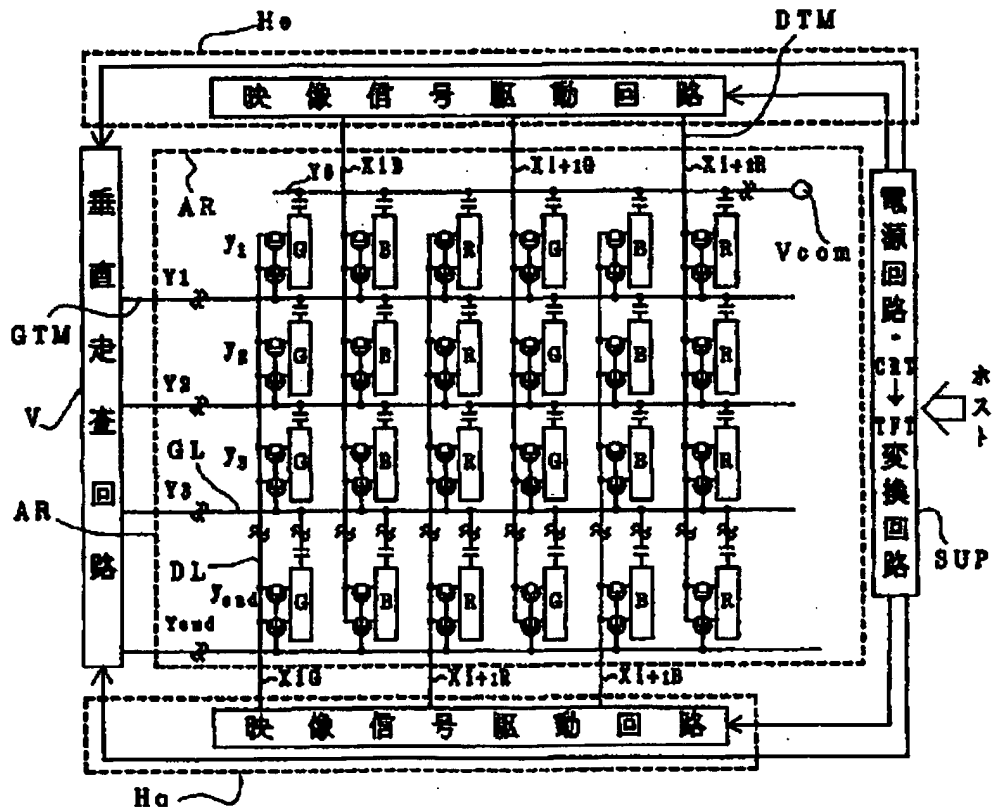 He
DTM
映像信号駆動回路
AR
Y0
XiB
Xi+1G
Xi+2R
Vcom
垂直走査回路
電源回路・CRT→TFT変換回路
ホスト
SUP
y1
G B R G B R
Y1
GTM
y2
G B R G B R
Y2
V
y3
G B R G B R
GL
Y3
AR
DL
yend
G B R G B R
Yend
XiG
Xi+1R
Xi+1B
映像信号駆動回路